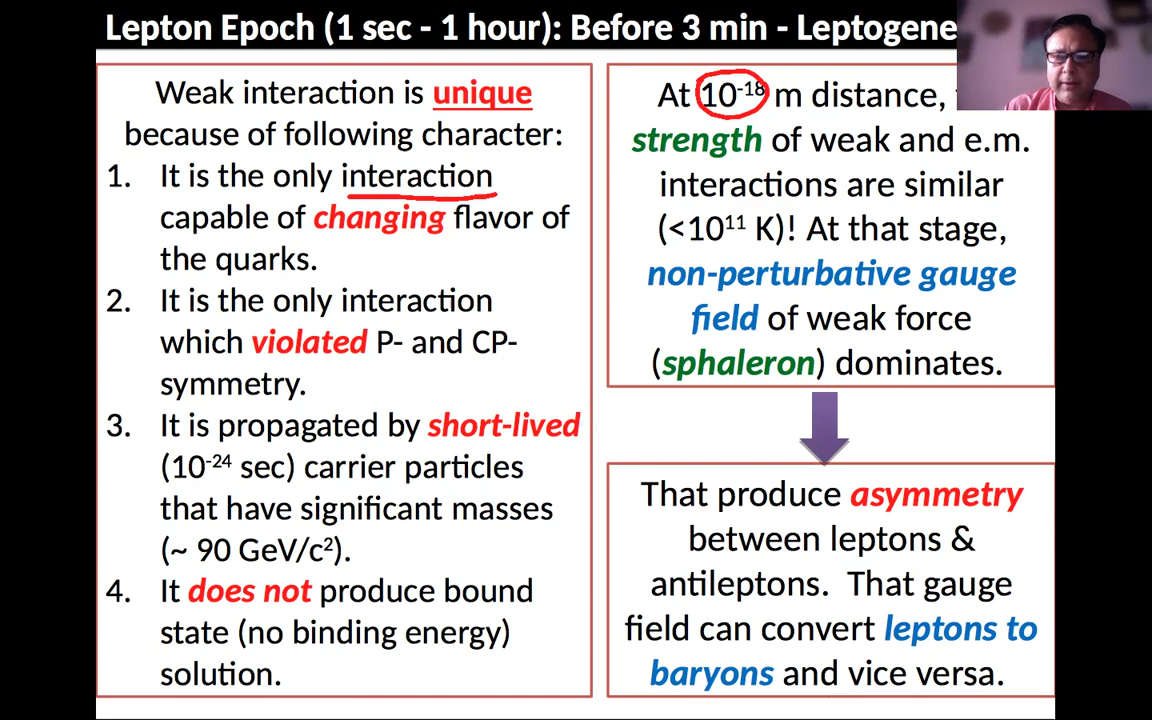 Lepton Epoch (1 sec - 1 hour): Before 3 min - Leptogene
Weak interaction is unique
because of following character:
1. It is the only interaction
capable of changing flavor of
the quarks.
2. It is the only interaction
which violated P- and CP-
symmetry.
3. It is propagated by short-lived
(10⁻²⁴ sec) carrier particles
that have significant masses
(~ 90 GeV/c²).
4. It does not produce bound
state (no binding energy)
solution.
At 10⁻¹⁸ m distance,
strength of weak and e.m.
interactions are similar
(<10¹¹ K)! At that stage,
non-perturbative gauge
field of weak force
(sphaleron) dominates.
That produce asymmetry
between leptons &
antileptons. That gauge
field can convert leptons to
baryons and vice versa.